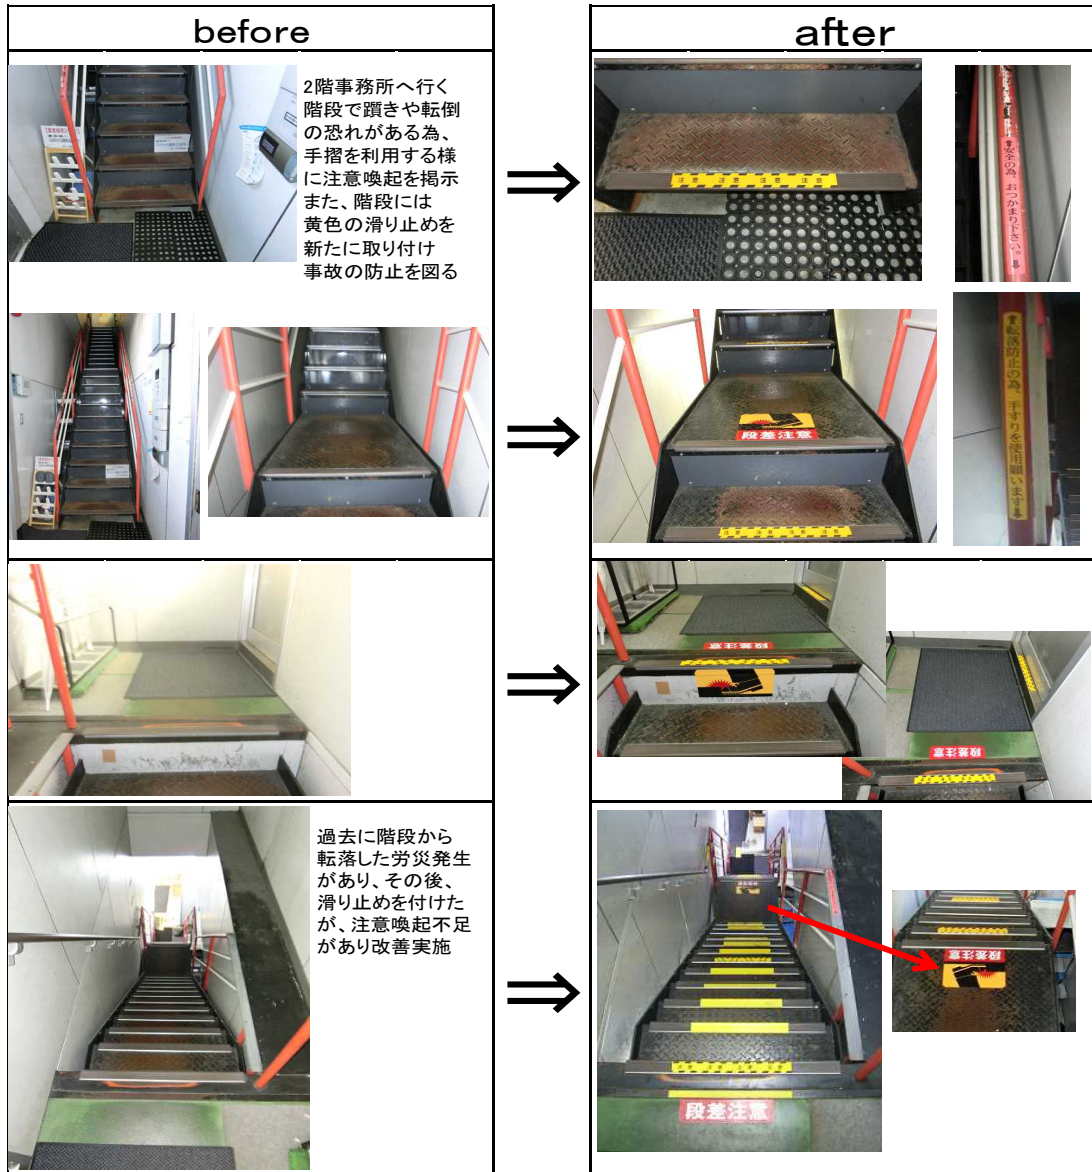 before
after
2階事務所へ行く
階段で躓きや転倒
の恐れがある為、
手摺を利用する様
に注意喚起を掲示
また、階段には
黄色の滑り止めを
新たに取り付け
事故の防止を図る
⇒
注意 注意 注意 注意
↑安全の為、おつかまり下さい。↓
⇒
段差注意
注意 注意 注意 注意
↑転落防止の為、手すりを使用願います↓
⇒
段差注意
段差注意
過去に階段から
転落した労災発生
があり、その後、
滑り止めを付けた
が、注意喚起不足
があり改善実施
⇒
段差注意
段差注意